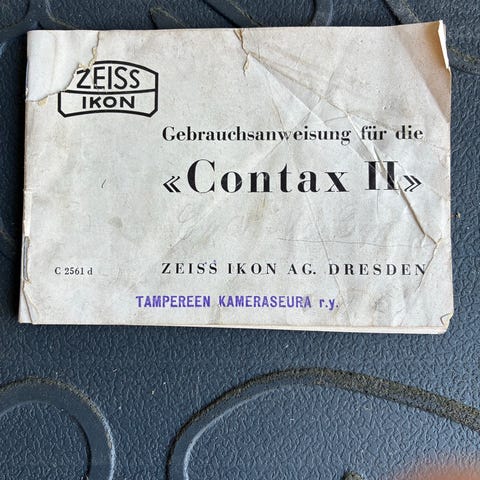 ZEISS
IKON
Gebrauchsanweisung für die
«Contax II»
C 2561 d
ZEISS IKON AG. DRESDEN
TAMPEREEN KAMERASEURA r.y.